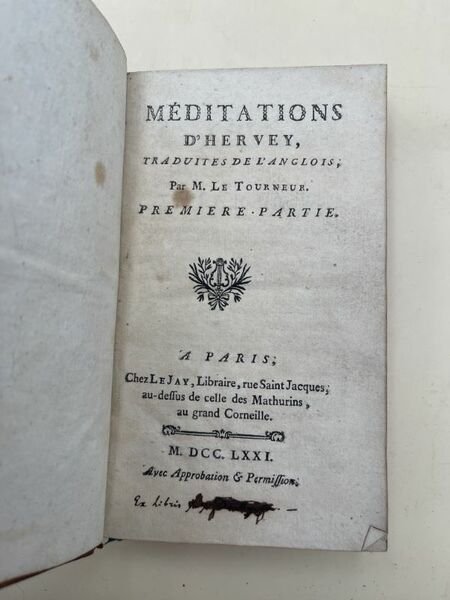 MÉDITATIONS
D'HERVEY,
TRADUITES DE L'ANGLOIS;
Par M. LE TOURNEUR.
PREMIERE PARTIE.
A PARIS,
Chez LE JAY, Libraire, rue Saint Jacques,
au-dessus de celle des Mathurins,
au grand Corneille.
M. DCC. LXXI.
Avec Approbation & Permission.
Ex Libris